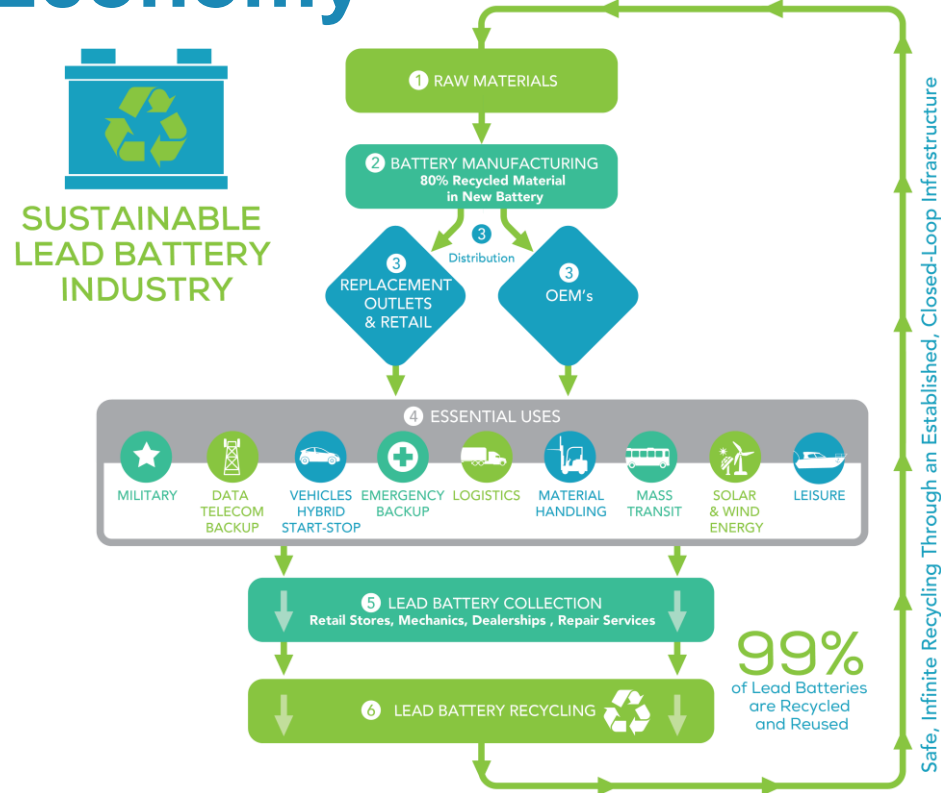 Economy
SUSTAINABLE
LEAD BATTERY
INDUSTRY
1 RAW MATERIALS
2 BATTERY MANUFACTURING
80% Recycled Material
in New Battery
3
Distribution
3
REPLACEMENT
OUTLETS
& RETAIL
3
OEM's
4 ESSENTIAL USES
MILITARY
DATA
TELECOM
BACKUP
VEHICLES
HYBRID
START-STOP
EMERGENCY
BACKUP
LOGISTICS
MATERIAL
HANDLING
MASS
TRANSIT
SOLAR
& WIND
ENERGY
LEISURE
5 LEAD BATTERY COLLECTION
Retail Stores, Mechanics, Dealerships , Repair Services
6 LEAD BATTERY RECYCLING
99%
of Lead Batteries
are Recycled
and Reused
Safe, Infinite Recycling Through an Established, Closed-Loop Infrastructure